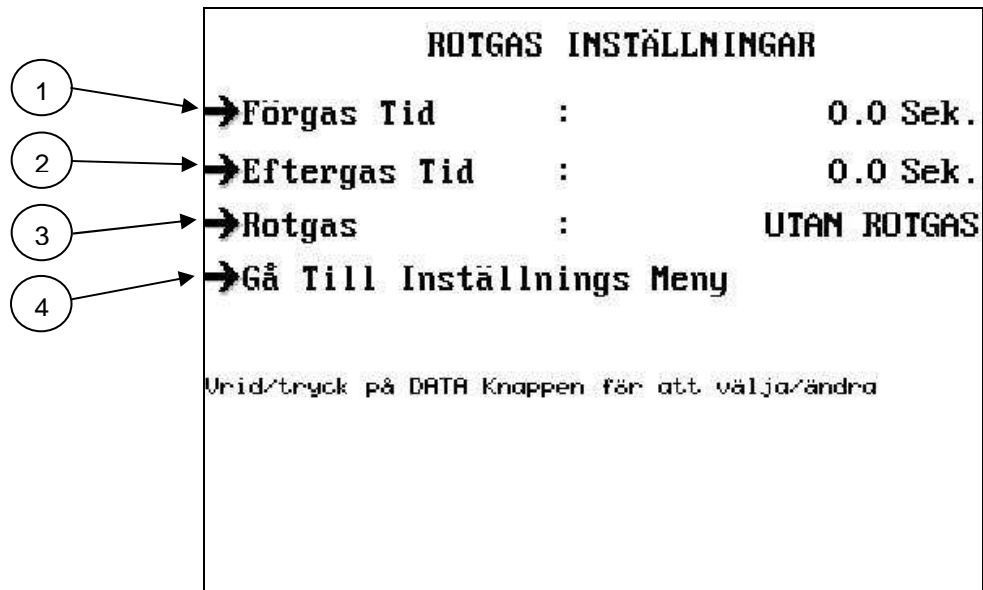 ROTGAS INSTÄLLNINGAR
1
Förgas Tid : 0.0 Sek.
2
Eftergas Tid : 0.0 Sek.
3
Rotgas : UTAN ROTGAS
4
Gå Till Inställnings Meny
Vrid/tryck på DATA Knappen för att välja/ändra